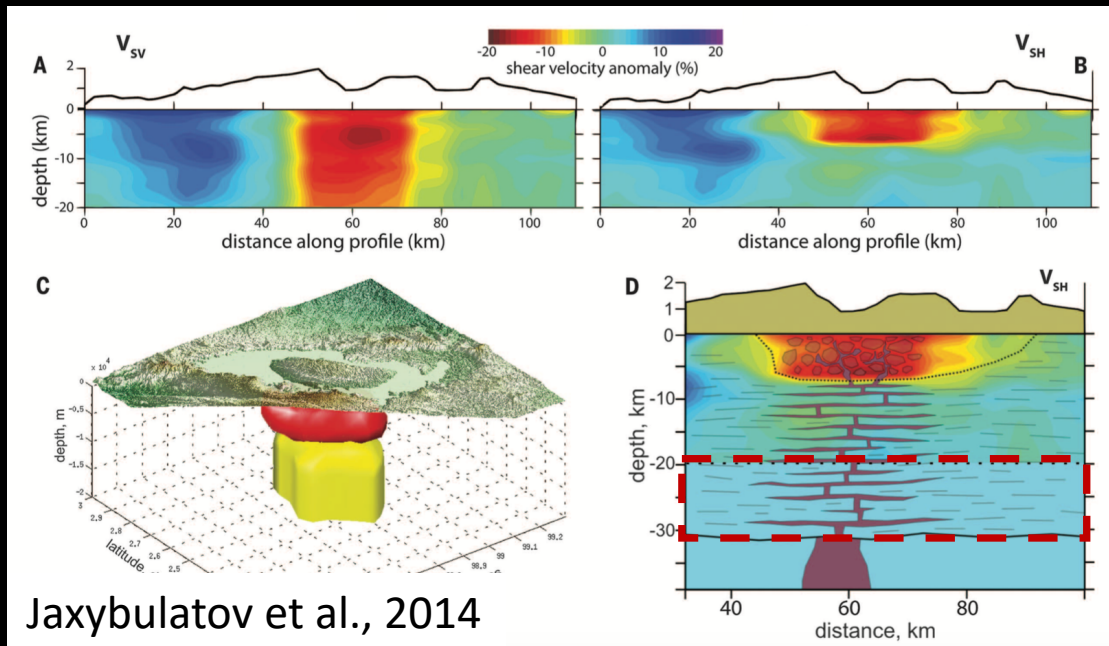 V_SV
V_SH
-20 -10 0 10 20
shear velocity anomaly (%)
A
B
2
0
-10
-20
depth (km)
0 20 40 60 80 100
distance along profile (km)
0 20 40 60 80 100
distance along profile (km)
C
x 10^4
0
-0.5
-1
-1.5
-2
depth, m
3
2.9
2.8
2.7
2.6
2.5
latitude
98.9
99
99.1
99.2
D
V_SH
2
1
0
-10
-20
-30
depth, km
40 60 80
distance, km
Jaxybulatov et al., 2014